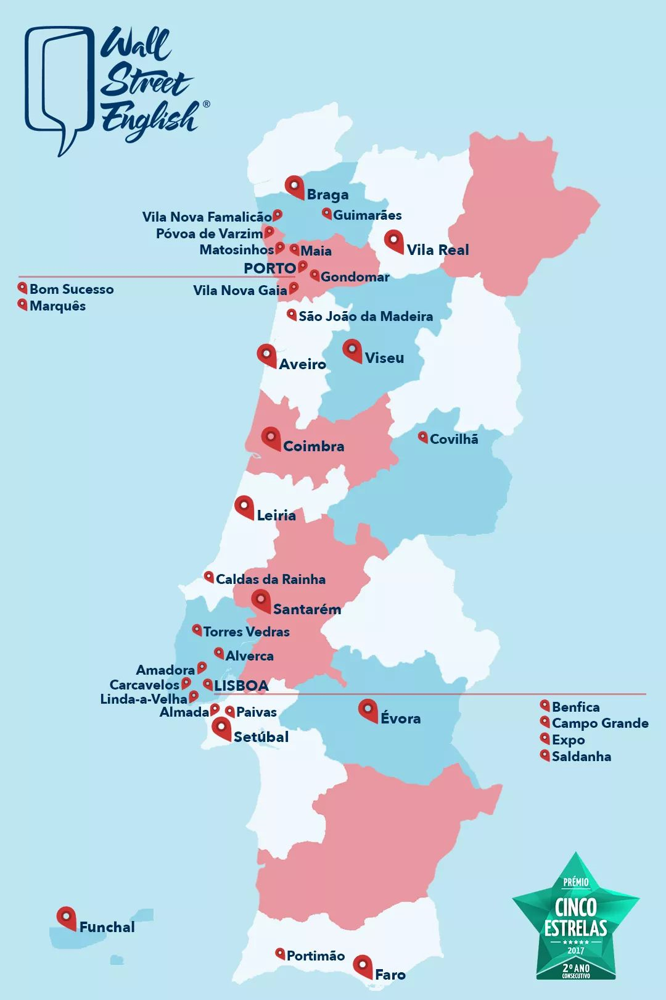 Wall
Street
English®
Braga
Guimarães
Vila Nova Famalicão
Póvoa de Varzim
Vila Real
Matosinhos
Maia
PORTO
Gondomar
Bom Sucesso
Vila Nova Gaia
Marquês
São João da Madeira
Viseu
Aveiro
Covilhã
Coimbra
Leiria
Caldas da Rainha
Santarém
Torres Vedras
Alverca
Amadora
Carcavelos
LISBOA
Linda-a-Velha
Almada
Paivas
Benfica
Évora
Campo Grande
Setúbal
Expo
Saldanha
PRÉMIO
CINCO
ESTRELAS
2017
2º ANO
CONSECUTIVO
Funchal
Portimão
Faro